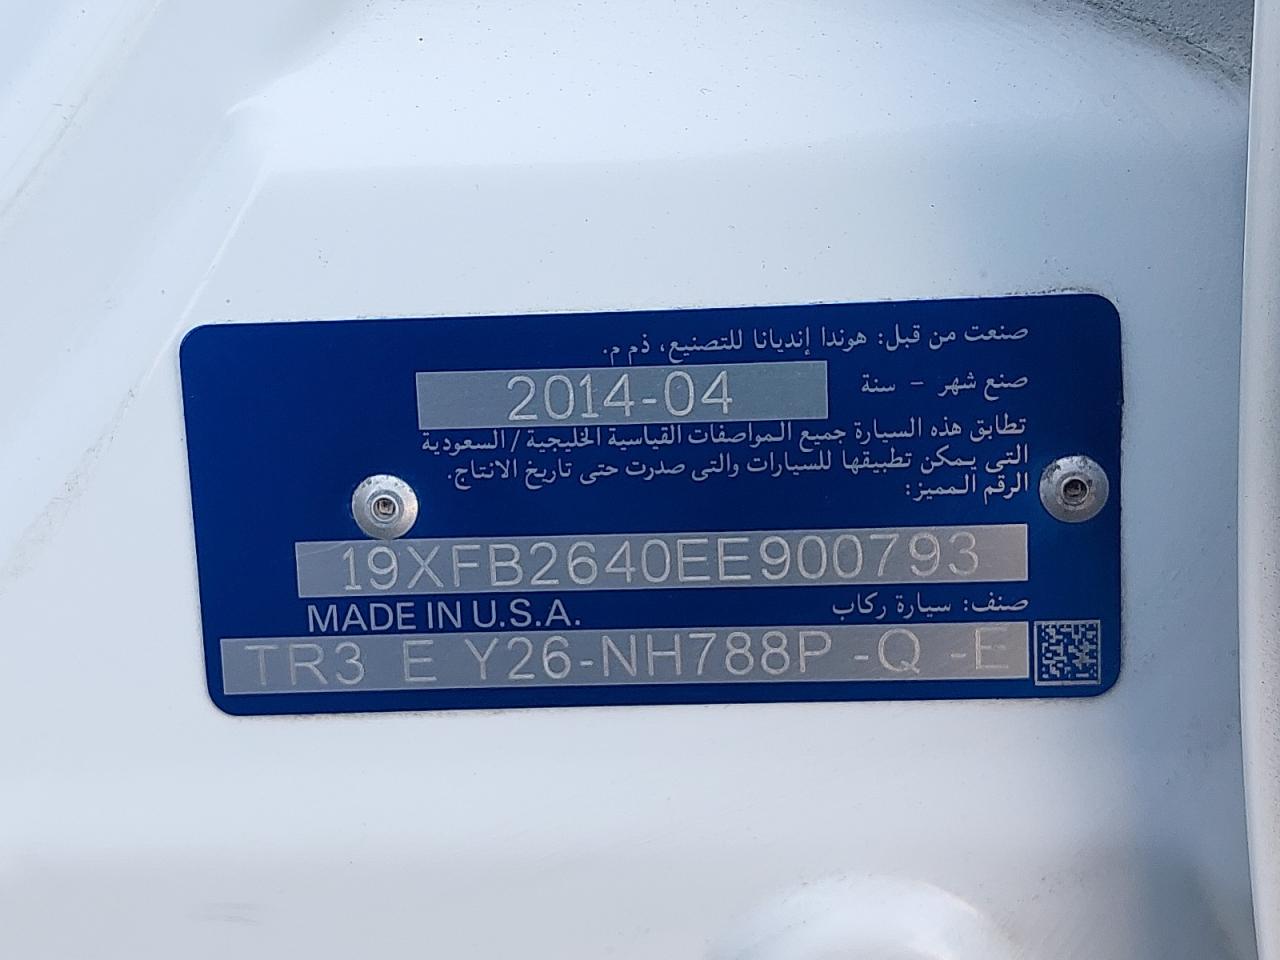 صنعت من قبل: هوندا إنديانا للتصنيع، ذم م.
صنع شهر - سنة 2014-04
تطابق هذه السيارة جميع المواصفات القياسية الخليجية / السعودية
التي يمكن تطبيقها للسيارات والتي صدرت حتى تاريخ الانتاج.
الرقم المميز:
19XFB2640EE900793
صنف: سيارة ركاب MADE IN U.S.A.
TR3 E Y26-NH788P -Q -E